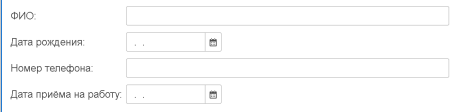 ФИО:
Дата рождения: . .
Номер телефона:
Дата приёма на работу: . .